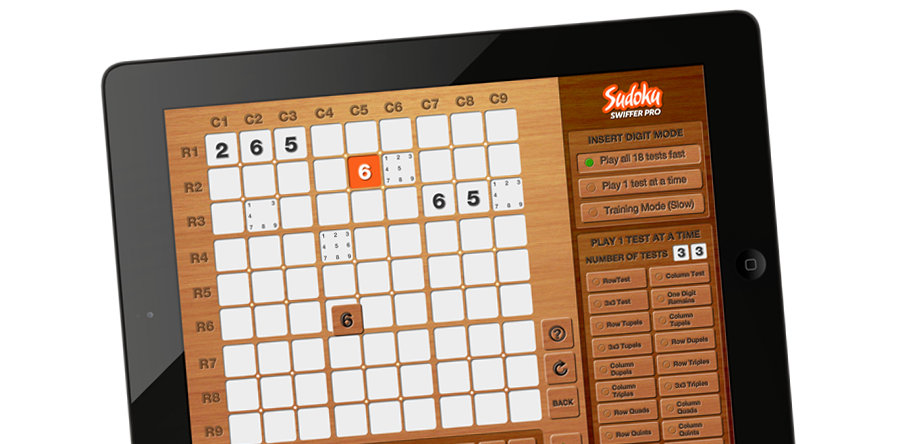 C1 C2 C3 C4 C5 C6 C7 C8 C9
Sudoku
SWIFFER PRO
R1 2 6 5
INSERT DIGIT MODE
Play all 18 tests fast
R2 6 1 2 3
4 5
7 8 9
Play 1 test at a time
R3 1 3
4
7 8 9
6 5 1 2 3
7 8 9
Training Mode (Slow)
R4 1 2 3
4 5 6
7 8 9
PLAY 1 TEST AT A TIME
NUMBER OF TESTS 3 3
R5
RowTest Column Test
3x3 Test One Digit
Remains
R6 6
Row Tupels Column
Tupels
3x3 Tupels Row Dupels
?
R7
Column
Dupels
Row Triples
Column
Triples
3x3 Triples
R8
BACK
Row Quads Column
Quads
R9
Row Quints Column
Quints